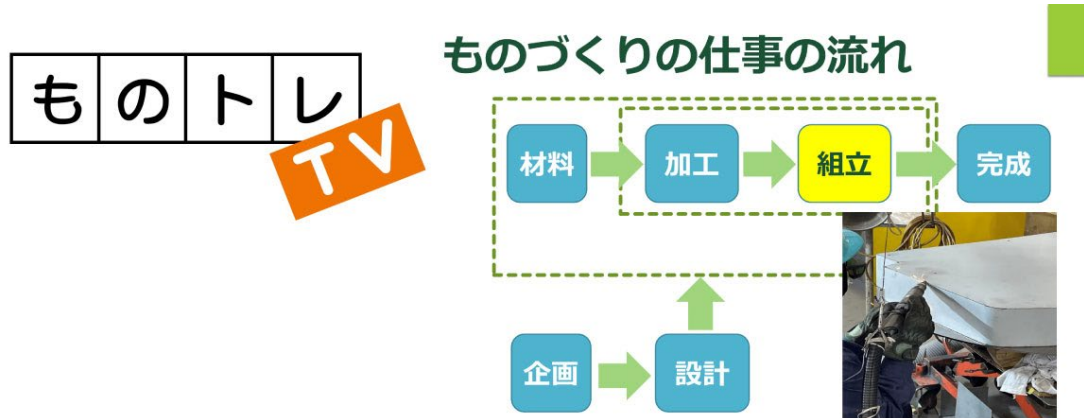 ものトレ
TV
ものづくりの仕事の流れ
材料
加工
組立
完成
企画
設計